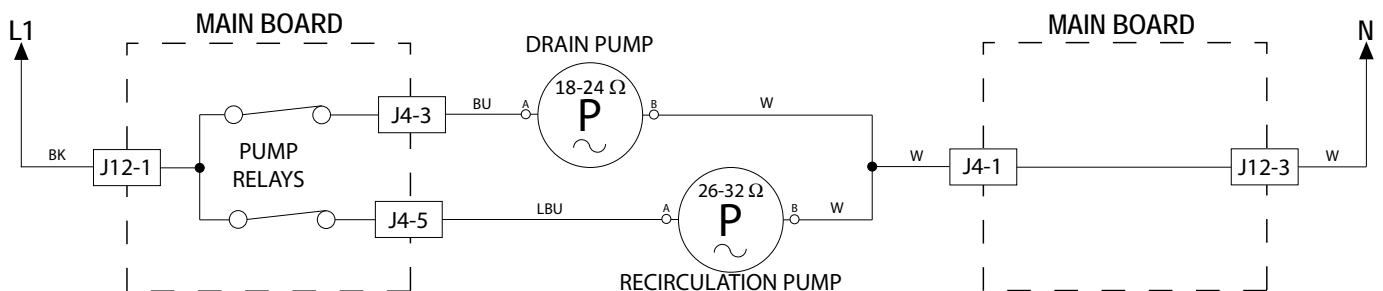 L1
MAIN BOARD
MAIN BOARD
N
DRAIN PUMP
18-24 Ω
P
BU
A
B
W
J4-3
BK
J12-1
PUMP
RELAYS
W
J4-1
J12-3
W
26-32 Ω
P
J4-5
LBU
A
B
W
RECIRCULATION PUMP